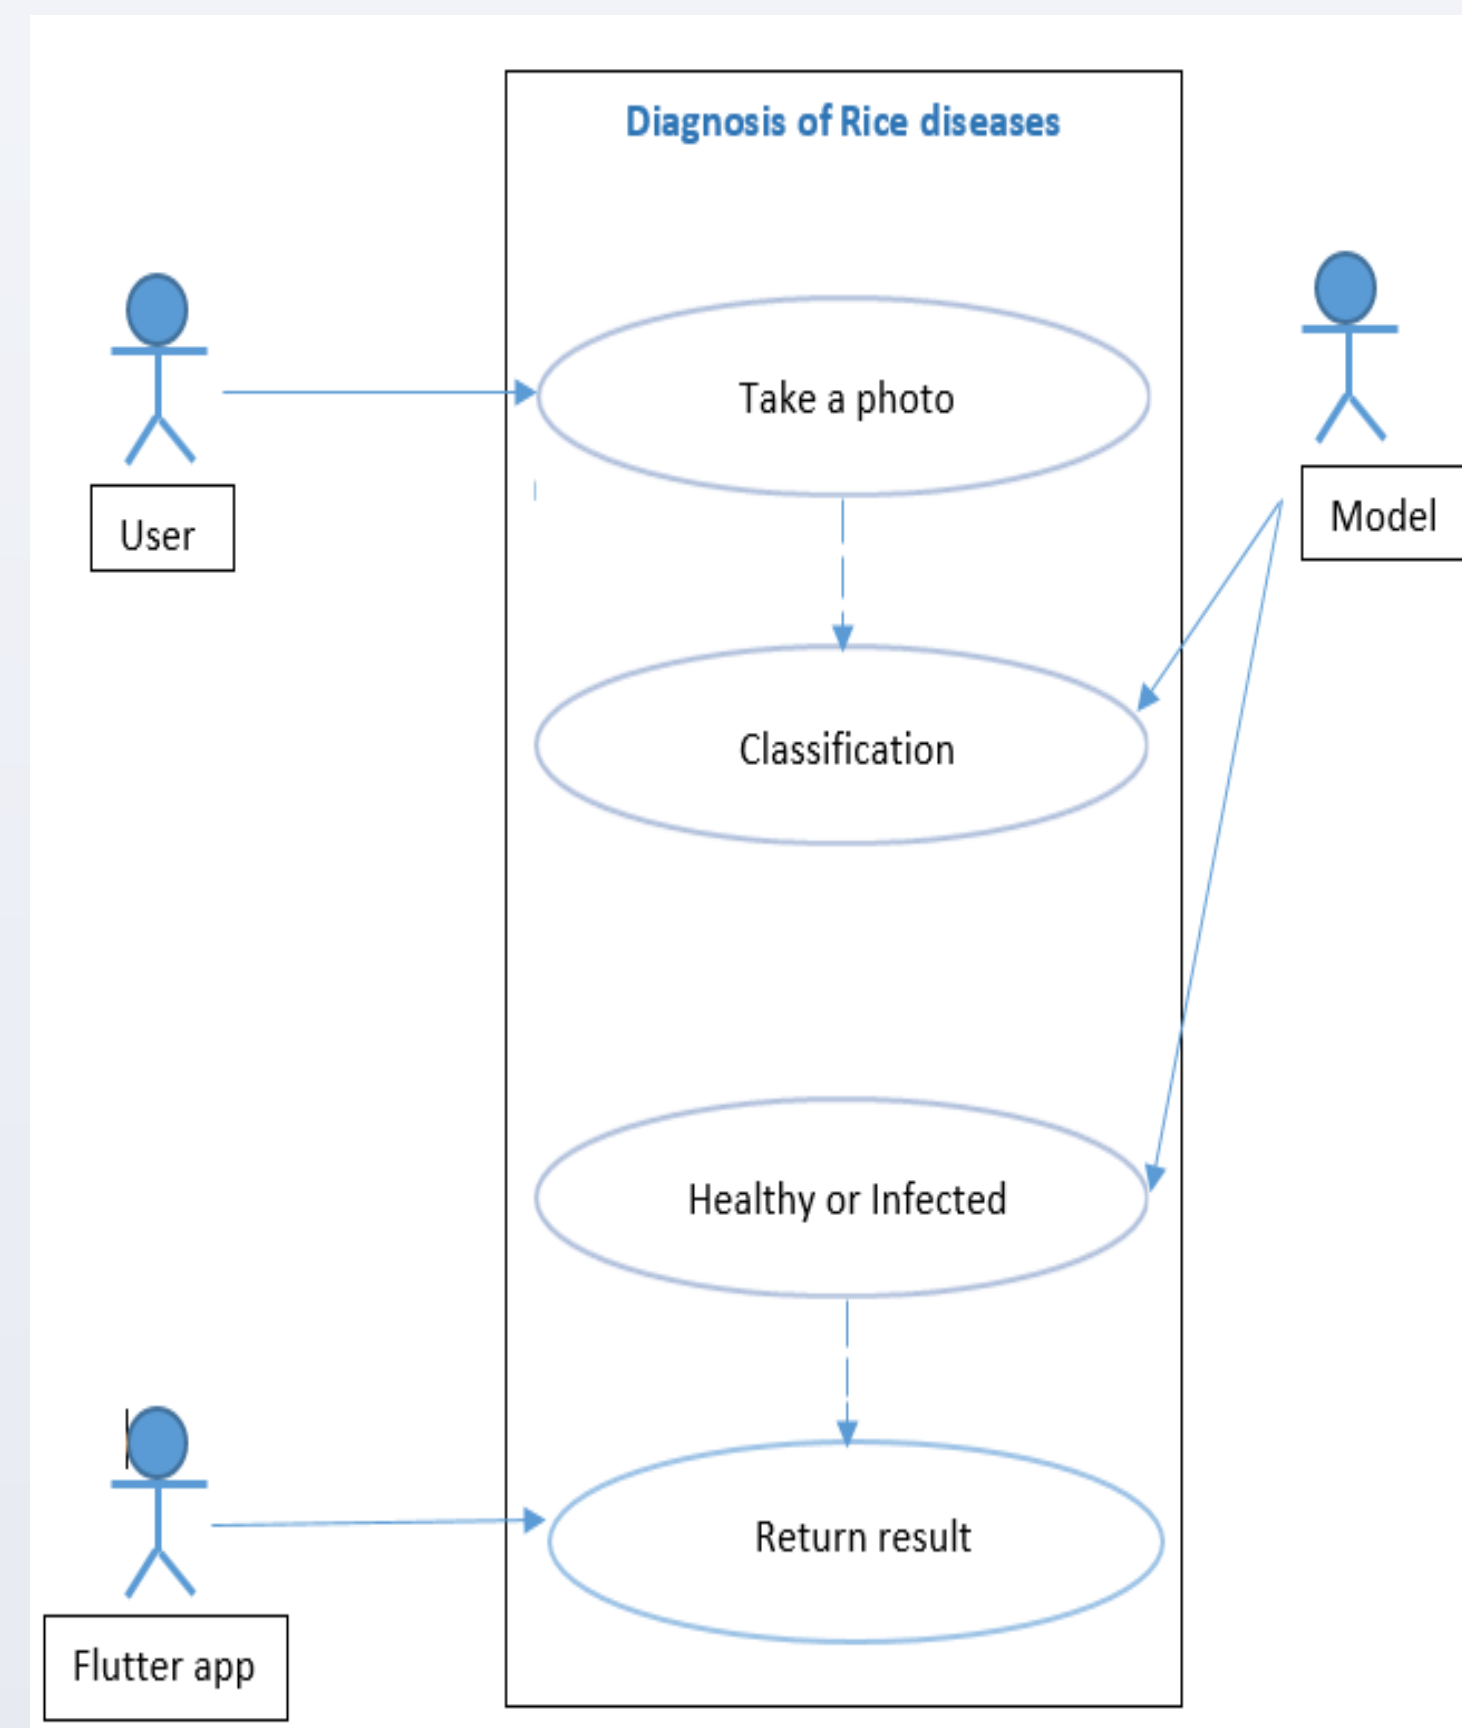 Diagnosis of Rice diseases
Take a photo
User
Model
Classification
Healthy or Infected
Return result
Flutter app